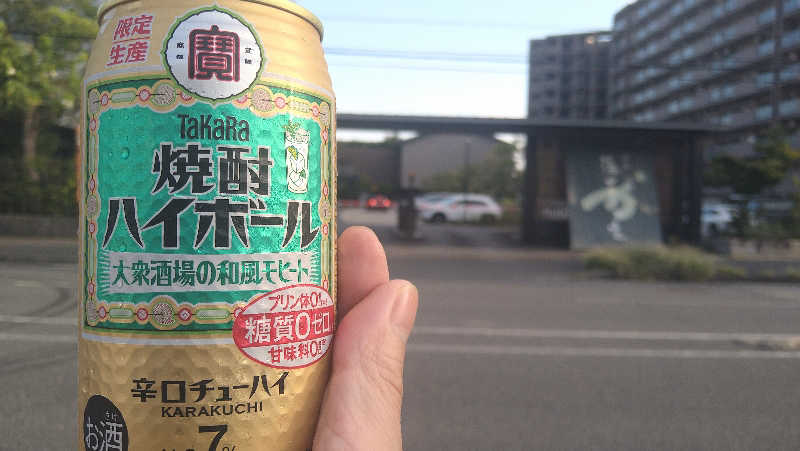 限定
生産
寶
TaKaRa
焼酎
ハイボール
大衆酒場の和風モヒート
プリン体0
糖質0ゼロ
甘味料0
辛口チューハイ
KARAKUCHI
お酒
7%